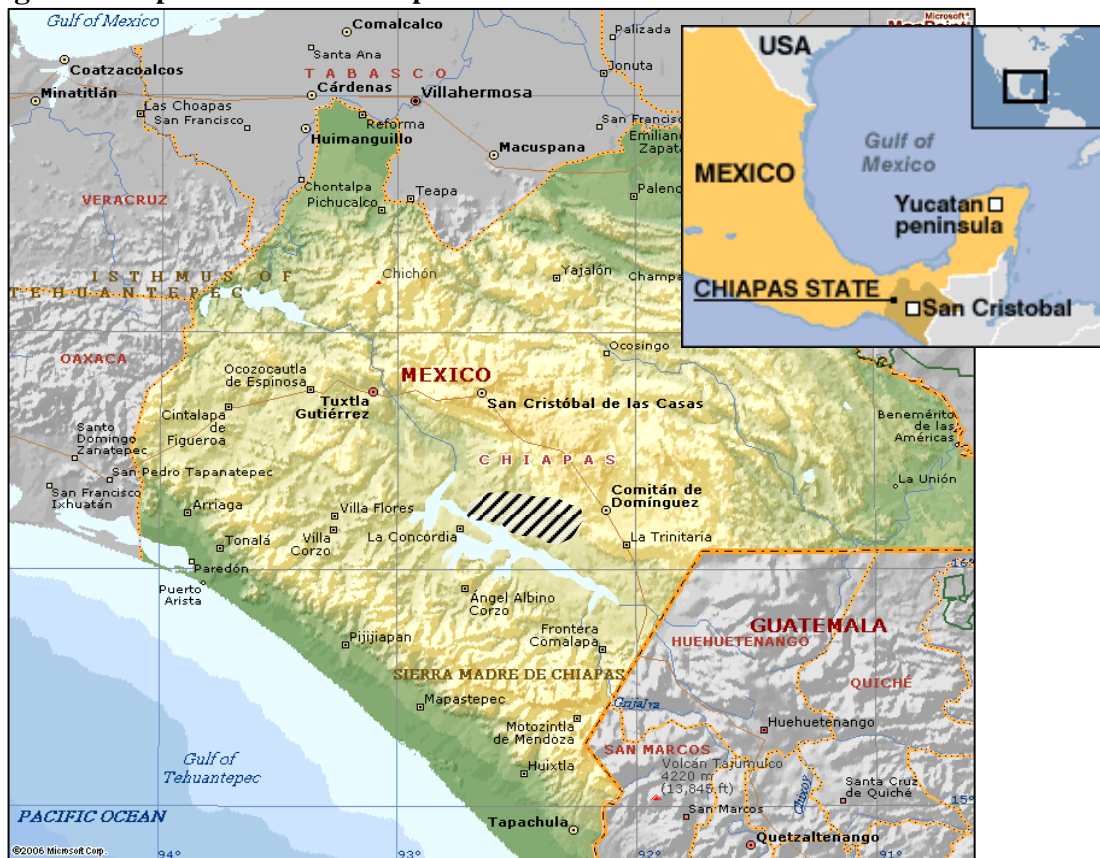 Gulf of Mexico
Comalcalco
Palizada
Microsoft®
Coatzacoalcos
Santa Ana
TABASCO
Jonuta
Minatitlán
Cárdenas
Villahermosa
Las Choapas
San Francisco
Reforma
Huimanguillo
San Francisco
Emiliano
Zapata
Macuspana
Chontalpa
Pichucalco
Teapa
VERACRUZ
Chichón
Yajalón
ISTHMUS OF
TEHUANTEPEC
OAXACA
Ocosingo
Ocozocautla
de Espinosa
MEXICO
Tuxtla
Gutiérrez
San Cristóbal de las Casas
Cintalapa
de
Figueroa
Santo
Domingo
Zanatepec
Benemérito
de las
Américas
San Pedro Tapanatepec
CHIAPAS
La Unión
San Francisco
Ixhuatán
Arriaga
Villa Flores
Comitán de
Domínguez
Tonalá
Villa
Corzo
La Concordia
La Trinitaria
Paredón
16°
Puerto
Arista
Ángel Albino
Corzo
Frontera
Comalapa
GUATEMALA
HUEHUETENANGO
Pijijiapan
SIERRA MADRE DE CHIAPAS
QUICHÉ
Mapastepec
Grijalva
Motozintla
de Mendoza
Huehuetenango
Gulf of
Tehuantepec
SAN MARCOS
Volcán Tajumulco
4220 m
(13,845 ft)
Huixtla
Santa Cruz
de Quiché
Chixoy
15°
San Marcos
PACIFIC OCEAN
Tapachula
Quetzaltenango
©2006 Microsoft Corp.
94°
93°
92°
91°
USA
Gulf of
Mexico
MEXICO
Yucatan
peninsula
CHIAPAS STATE
San Cristobal